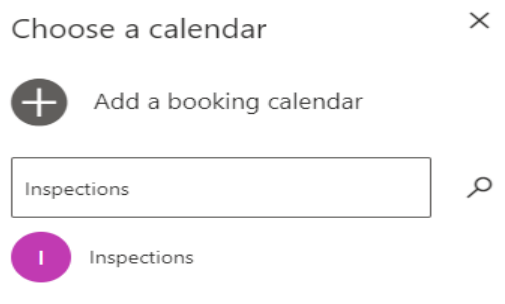 Choose a calendar
Add a booking calendar
Inspections
I Inspections